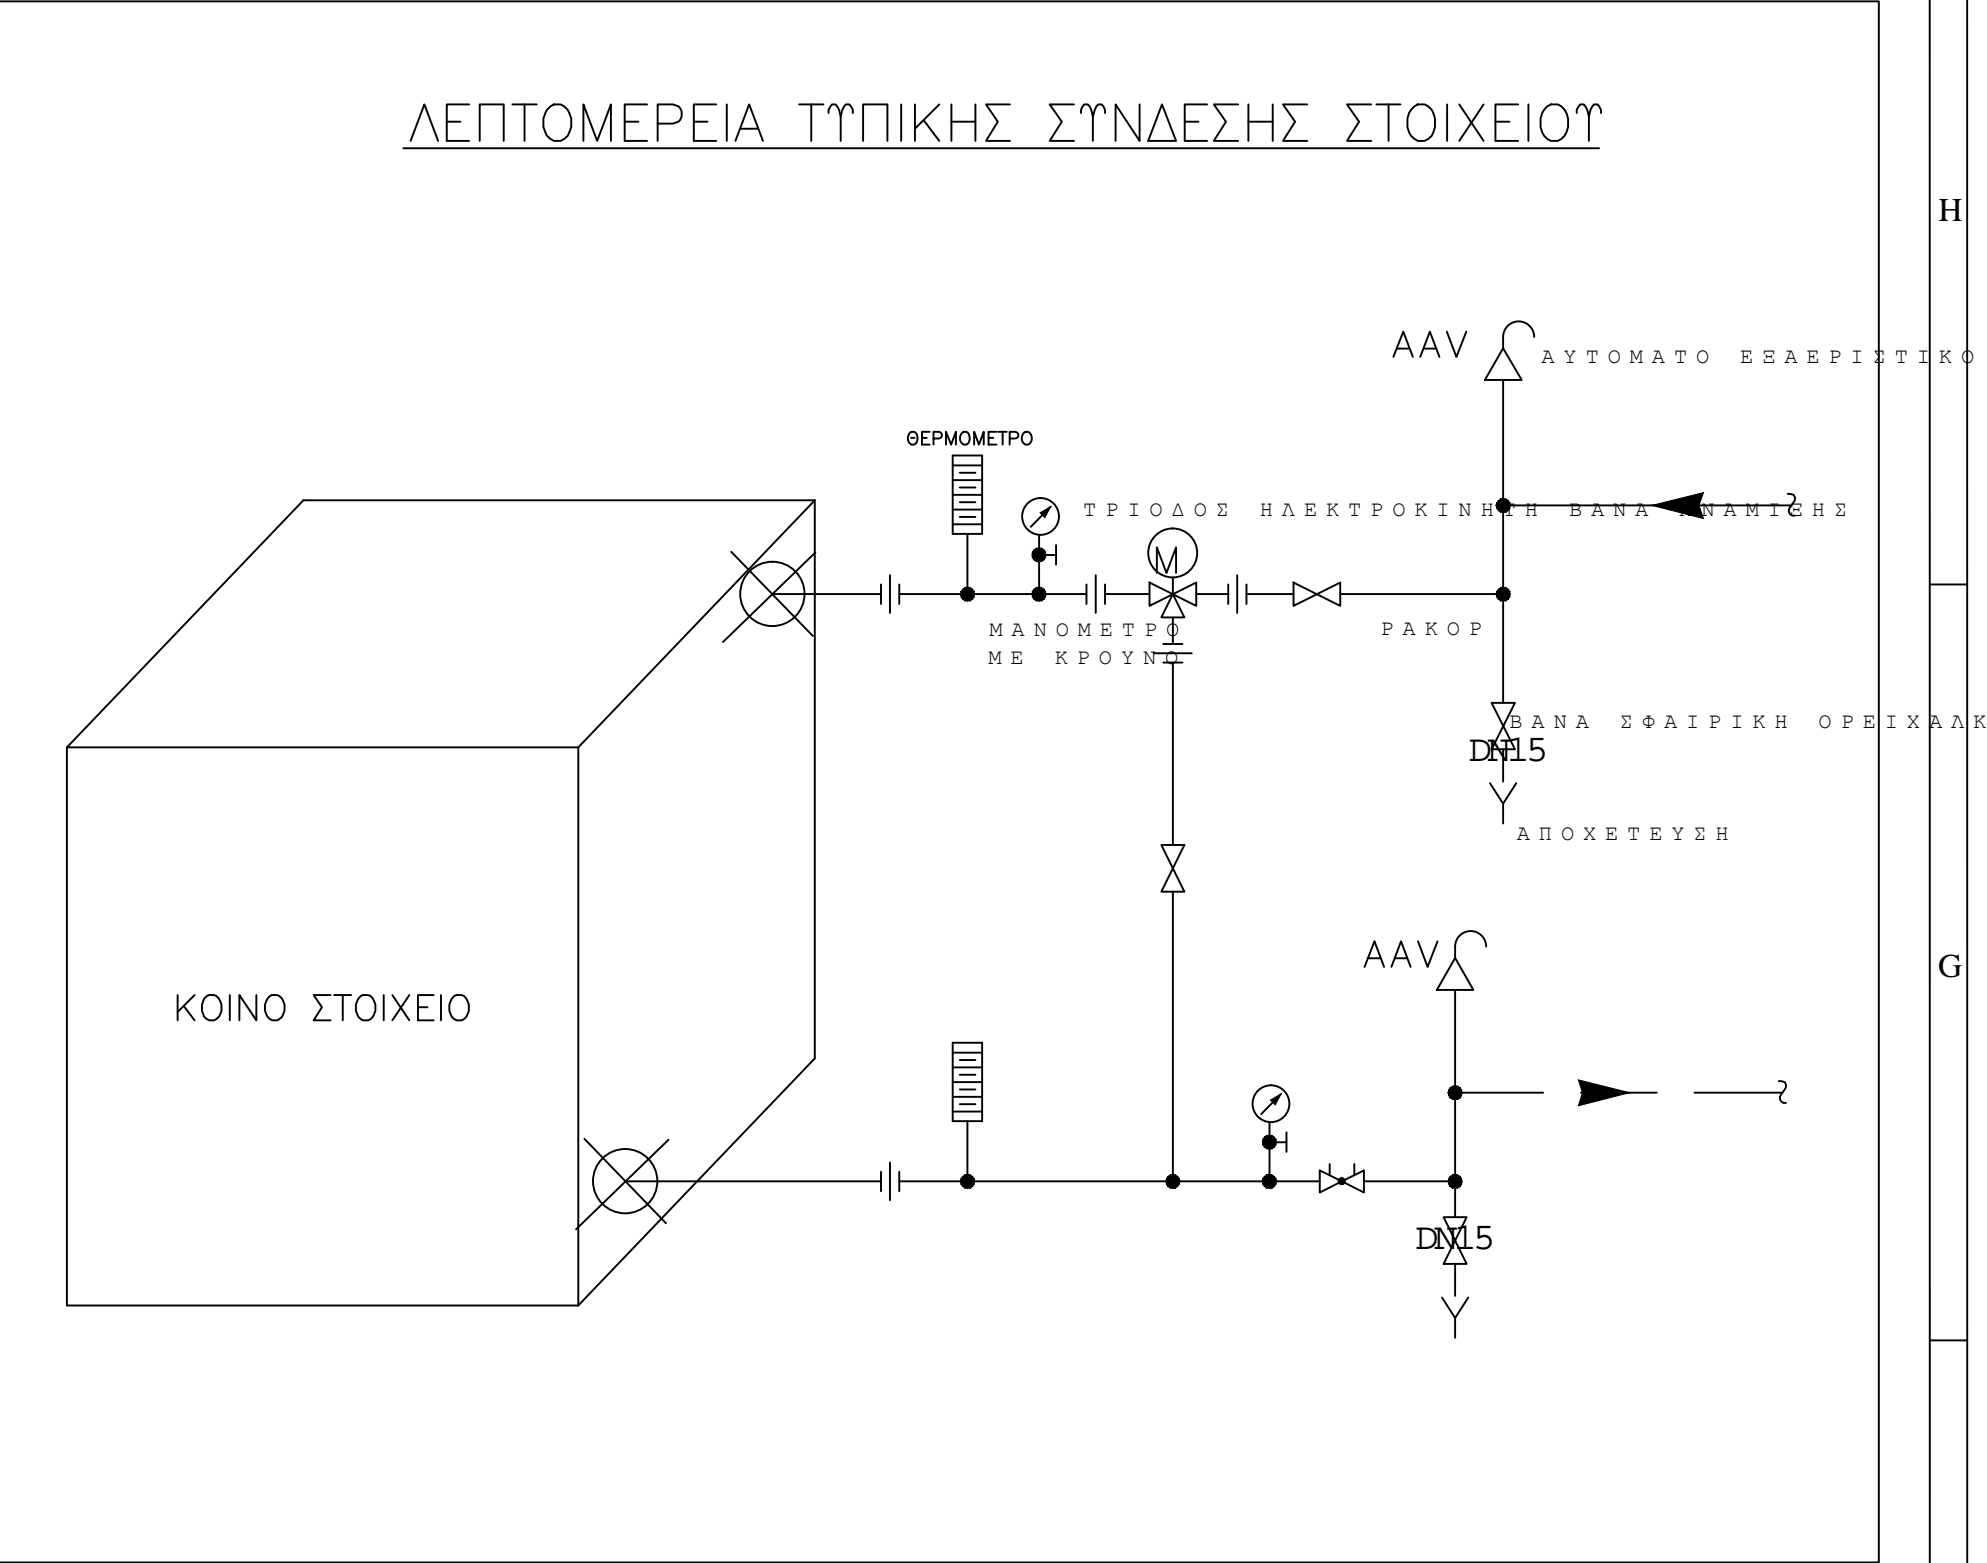 ΛΕΠΤΟΜΕΡΕΙΑ ΤΥΠΙΚΗΣ ΣΥΝΔΕΣΗΣ ΣΤΟΙΧΕΙΟΥ
H
AAV
ΑΥΤΟΜΑΤΟ ΕΞΑΕΡΙΣΤΙΚΟ
ΘΕΡΜΟΜΕΤΡΟ
ΤΡΙΟΔΟΣ ΗΛΕΚΤΡΟΚΙΝΗΤΗ ΒΑΝΑ ΑΝΑΜΙΞΗΣ
M
ΜΑΝΟΜΕΤΡΟ
ΜΕ ΚΡΟΥΝΟ
ΡΑΚΟΡ
ΒΑΝΑ ΣΦΑΙΡΙΚΗ ΟΡΕΙΧΑΛΚ
DN15
ΑΠΟΧΕΤΕΥΣΗ
AAV
G
ΚΟΙΝΟ ΣΤΟΙΧΕΙΟ
DN15